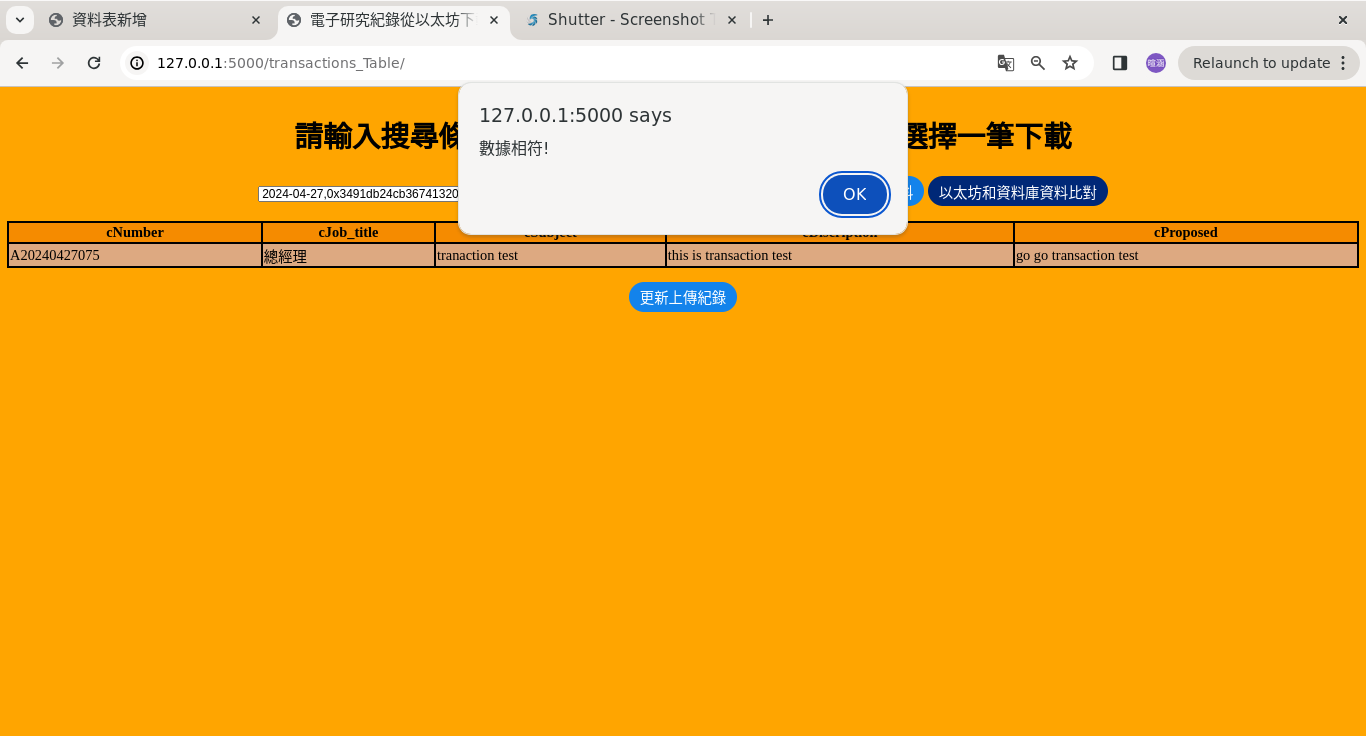 資料表新增
電子研究紀錄從以太坊下
Shutter - Screenshot
127.0.0.1:5000/transactions_Table/
Relaunch to update
127.0.0.1:5000 says
數據相符!
OK
請輸入搜尋條 選擇一筆下載
2024-04-27,0x3491db24cb36741320 以太坊和資料庫資料比對
cNumber cJob_title cSubject cDiscription cProposed
A20240427075 總經理 tranaction test this is transaction test go go transaction test
更新上傳紀錄